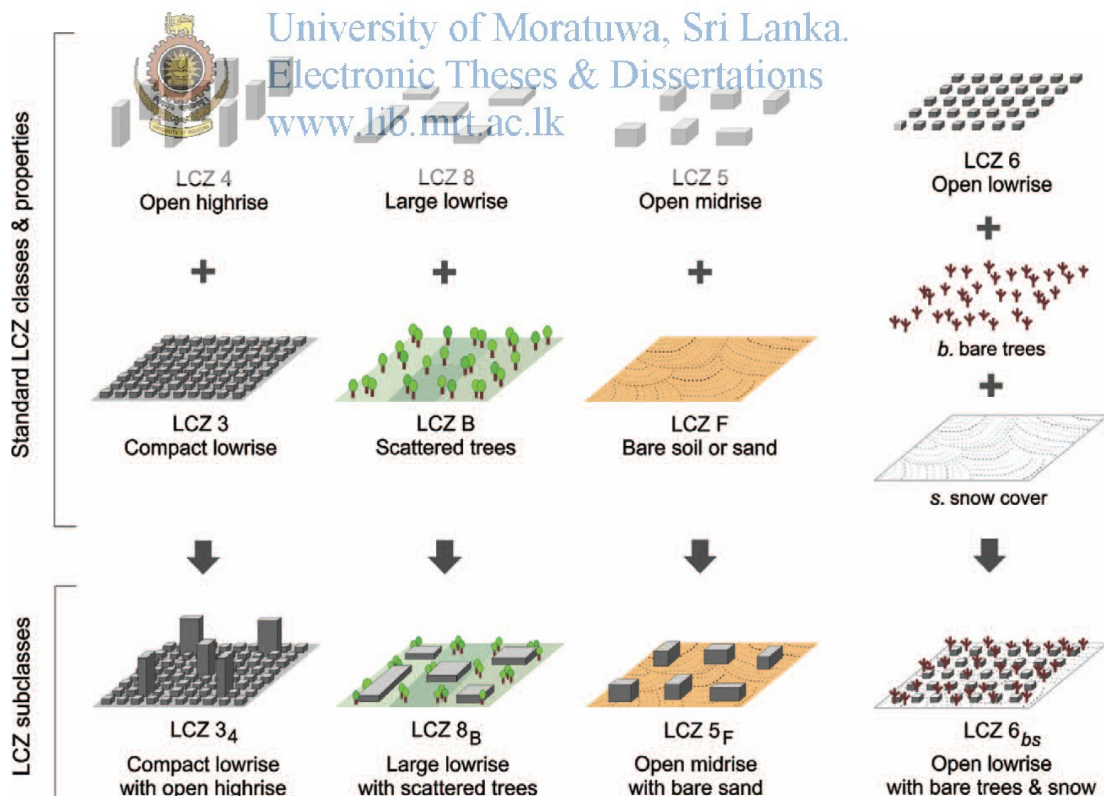 University of Moratuwa, Sri Lanka.
Electronic Theses & Dissertations
www.lib.mrt.ac.lk
Standard LCZ classes & properties
LCZ 4
Open highrise
LCZ 8
Large lowrise
LCZ 5
Open midrise
LCZ 6
Open lowrise
+
+
+
+
b. bare trees
+
LCZ 3
Compact lowrise
LCZ B
Scattered trees
LCZ F
Bare soil or sand
s. snow cover
LCZ subclasses
LCZ 3₄
Compact lowrise
with open highrise
LCZ 8_B
Large lowrise
with scattered trees
LCZ 5_F
Open midrise
with bare sand
LCZ 6_bs
Open lowrise
with bare trees & snow